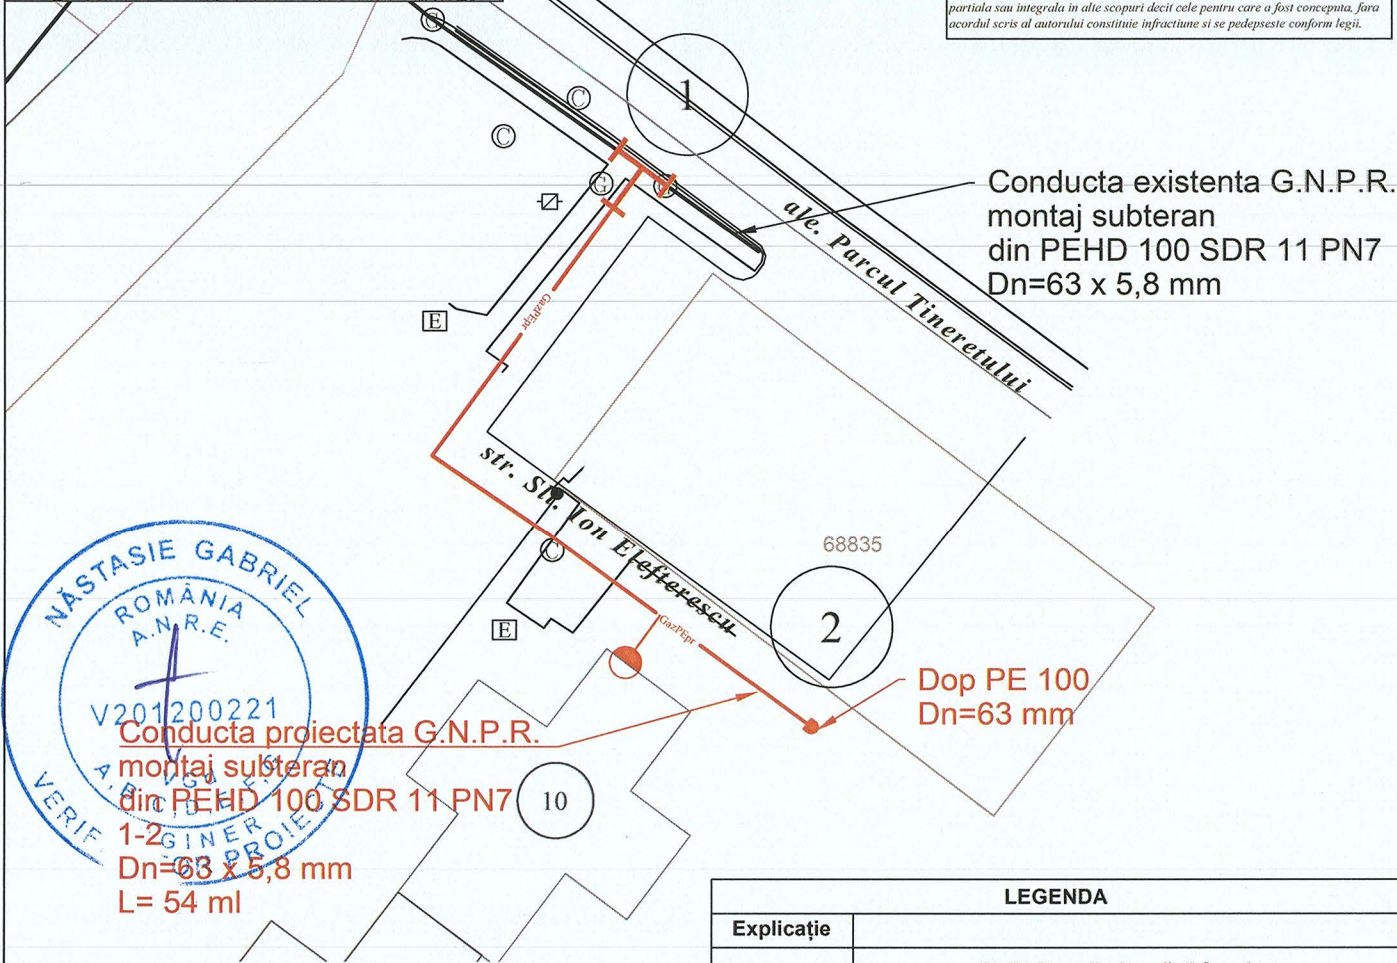 partiala sau integrala in alte scopuri decit cele pentru care a fost conceputa, fara
acordul scris al autorului constituie infractiune si se pedepseste conform legii.
G
C
1
C
G
Conducta existenta G.N.P.R.
montaj subteran
din PEHD 100 SDR 11 PN7
Dn=63 x 5,8 mm
ale. Parcul Tineretului
GazPEpr
E
str. Slt. Ion Elefterescu
C
68835
2
E
GazPEpr
Dop PE 100
Dn=63 mm
NĂSTASIE GABRIEL
ROMÂNIA
A.N.R.E.
V201200221
VGd
A, B, C, D, E, F, G
Conducta proiectata G.N.P.R.
montaj subteran
din PEHD 100 SDR 11 PN7
1-2
Dn=63 x 5,8 mm
L= 54 ml
10
LEGENDA
Explicație